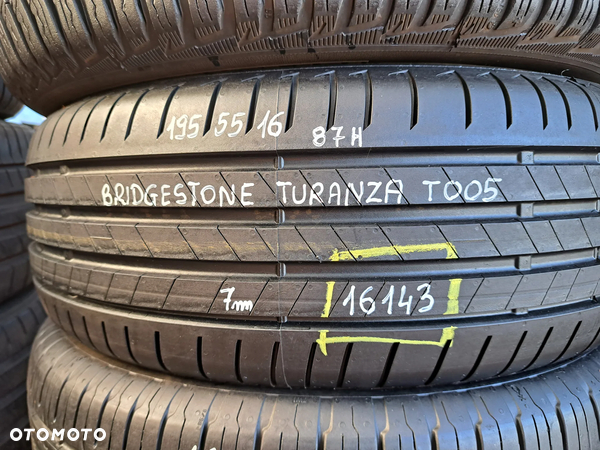 195 55 16 87H
BRIDGESTONE TURANZA T005
7mm 16143
OTOMOTO